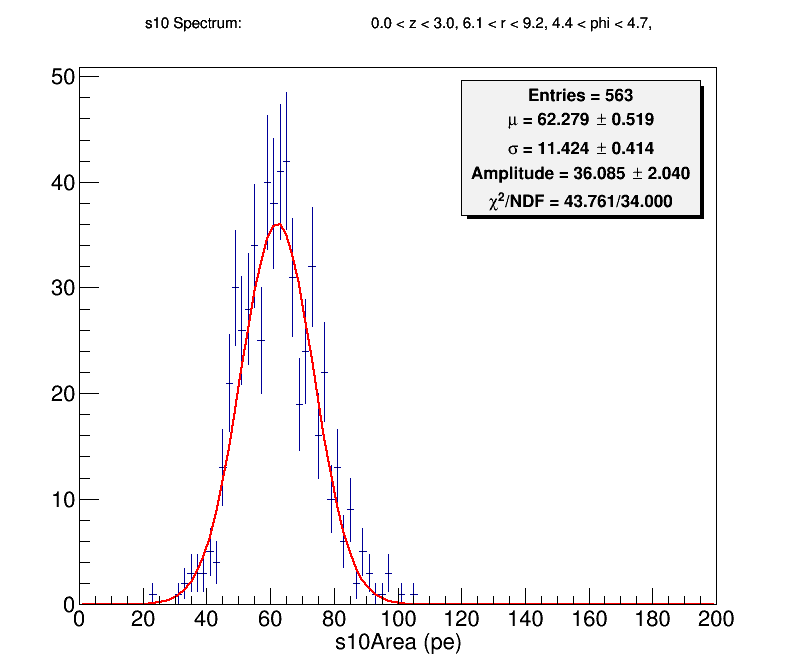 s10 Spectrum: 0.0 < z < 3.0, 6.1 < r < 9.2, 4.4 < phi < 4.7,
Entries = 563
μ = 62.279 ± 0.519
σ = 11.424 ± 0.414
Amplitude = 36.085 ± 2.040
χ²/NDF = 43.761/34.000
50
40
30
20
10
0
0 20 40 60 80 100 120 140 160 180 200
s10Area (pe)